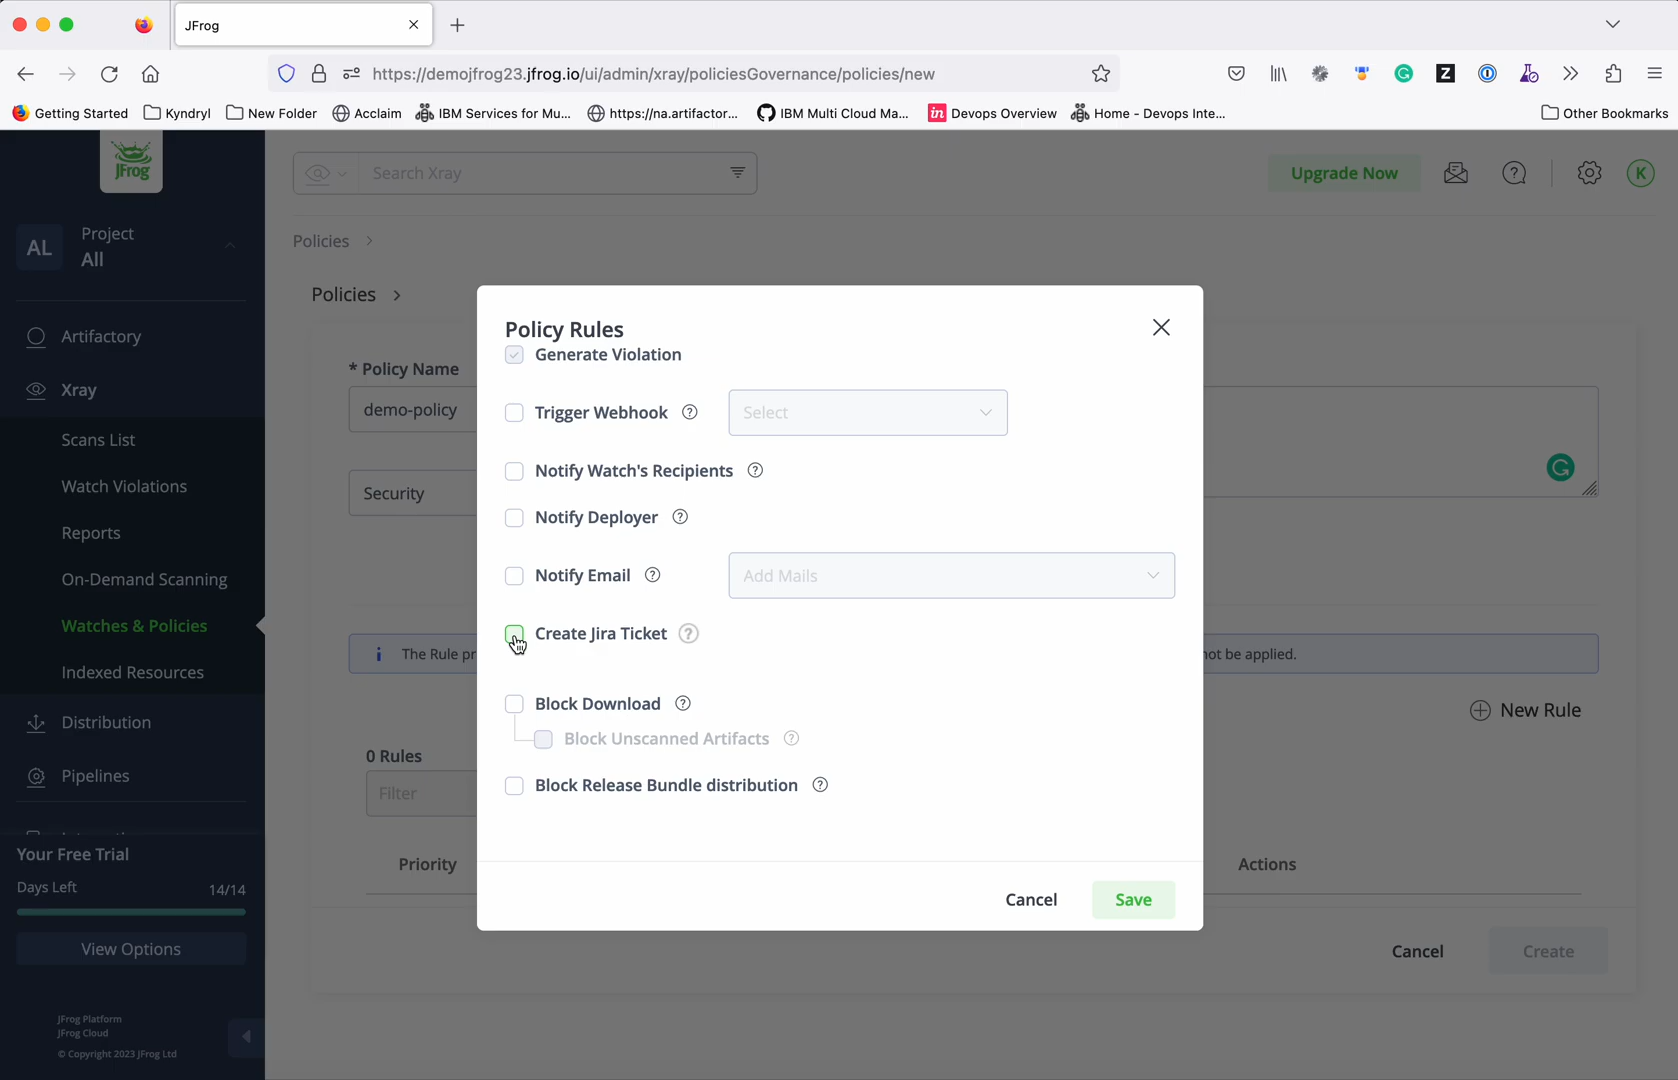 JFrog
https://demojfrog23.jfrog.io/ui/admin/xray/policiesGovernance/policies/new
Getting Started
Kyndryl
New Folder
Acclaim
IBM Services for Mu...
https://na.artifactor...
IBM Multi Cloud Ma...
in Devops Overview
Home - Devops Inte...
Other Bookmarks
JFrog
Search Xray
Upgrade Now
K
AL
Project
All
Policies
Policies
Artifactory
Xray
Scans List
Watch Violations
Reports
On-Demand Scanning
Watches & Policies
Indexed Resources
Distribution
Pipelines
Your Free Trial
Days Left 14/14
View Options
JFrog Platform
JFrog Cloud
© Copyright 2023 JFrog Ltd
* Policy Name
demo-policy
Security
The Rule pr
not be applied.
New Rule
0 Rules
Filter
Priority
Actions
Cancel
Create
Policy Rules
Generate Violation
Trigger Webhook ? Select
Notify Watch's Recipients ?
Notify Deployer ?
Notify Email ? Add Mails
Create Jira Ticket ?
Block Download ?
Block Unscanned Artifacts ?
Block Release Bundle distribution ?
Cancel
Save